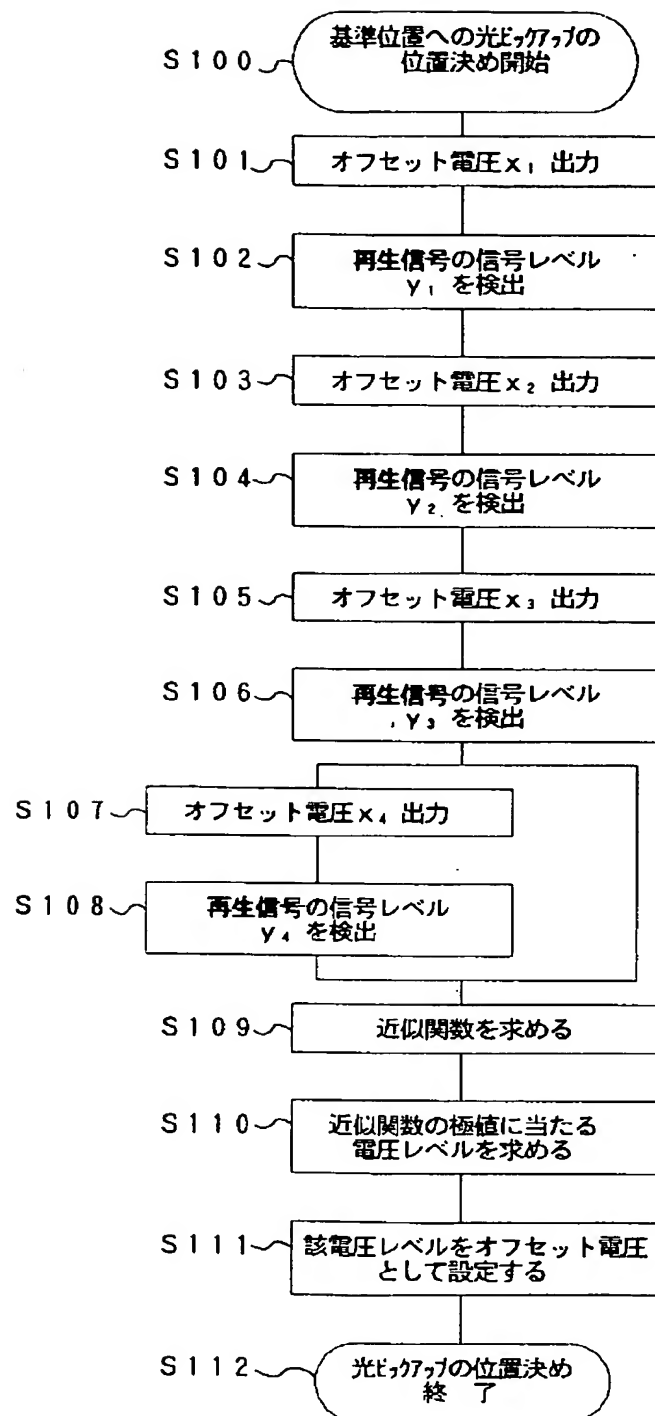 S100
基準位置への光ピックアップの
位置決め開始
S101
オフセット電圧x₁ 出力
S102
再生信号の信号レベル
y₁ を検出
S103
オフセット電圧x₂ 出力
S104
再生信号の信号レベル
y₂ を検出
S105
オフセット電圧x₃ 出力
S106
再生信号の信号レベル
y₃ を検出
S107
オフセット電圧x₄ 出力
S108
再生信号の信号レベル
y₄ を検出
S109
近似関数を求める
S110
近似関数の極値に当たる
電圧レベルを求める
S111
該電圧レベルをオフセット電圧
として設定する
S112
光ピックアップの位置決め
終 了